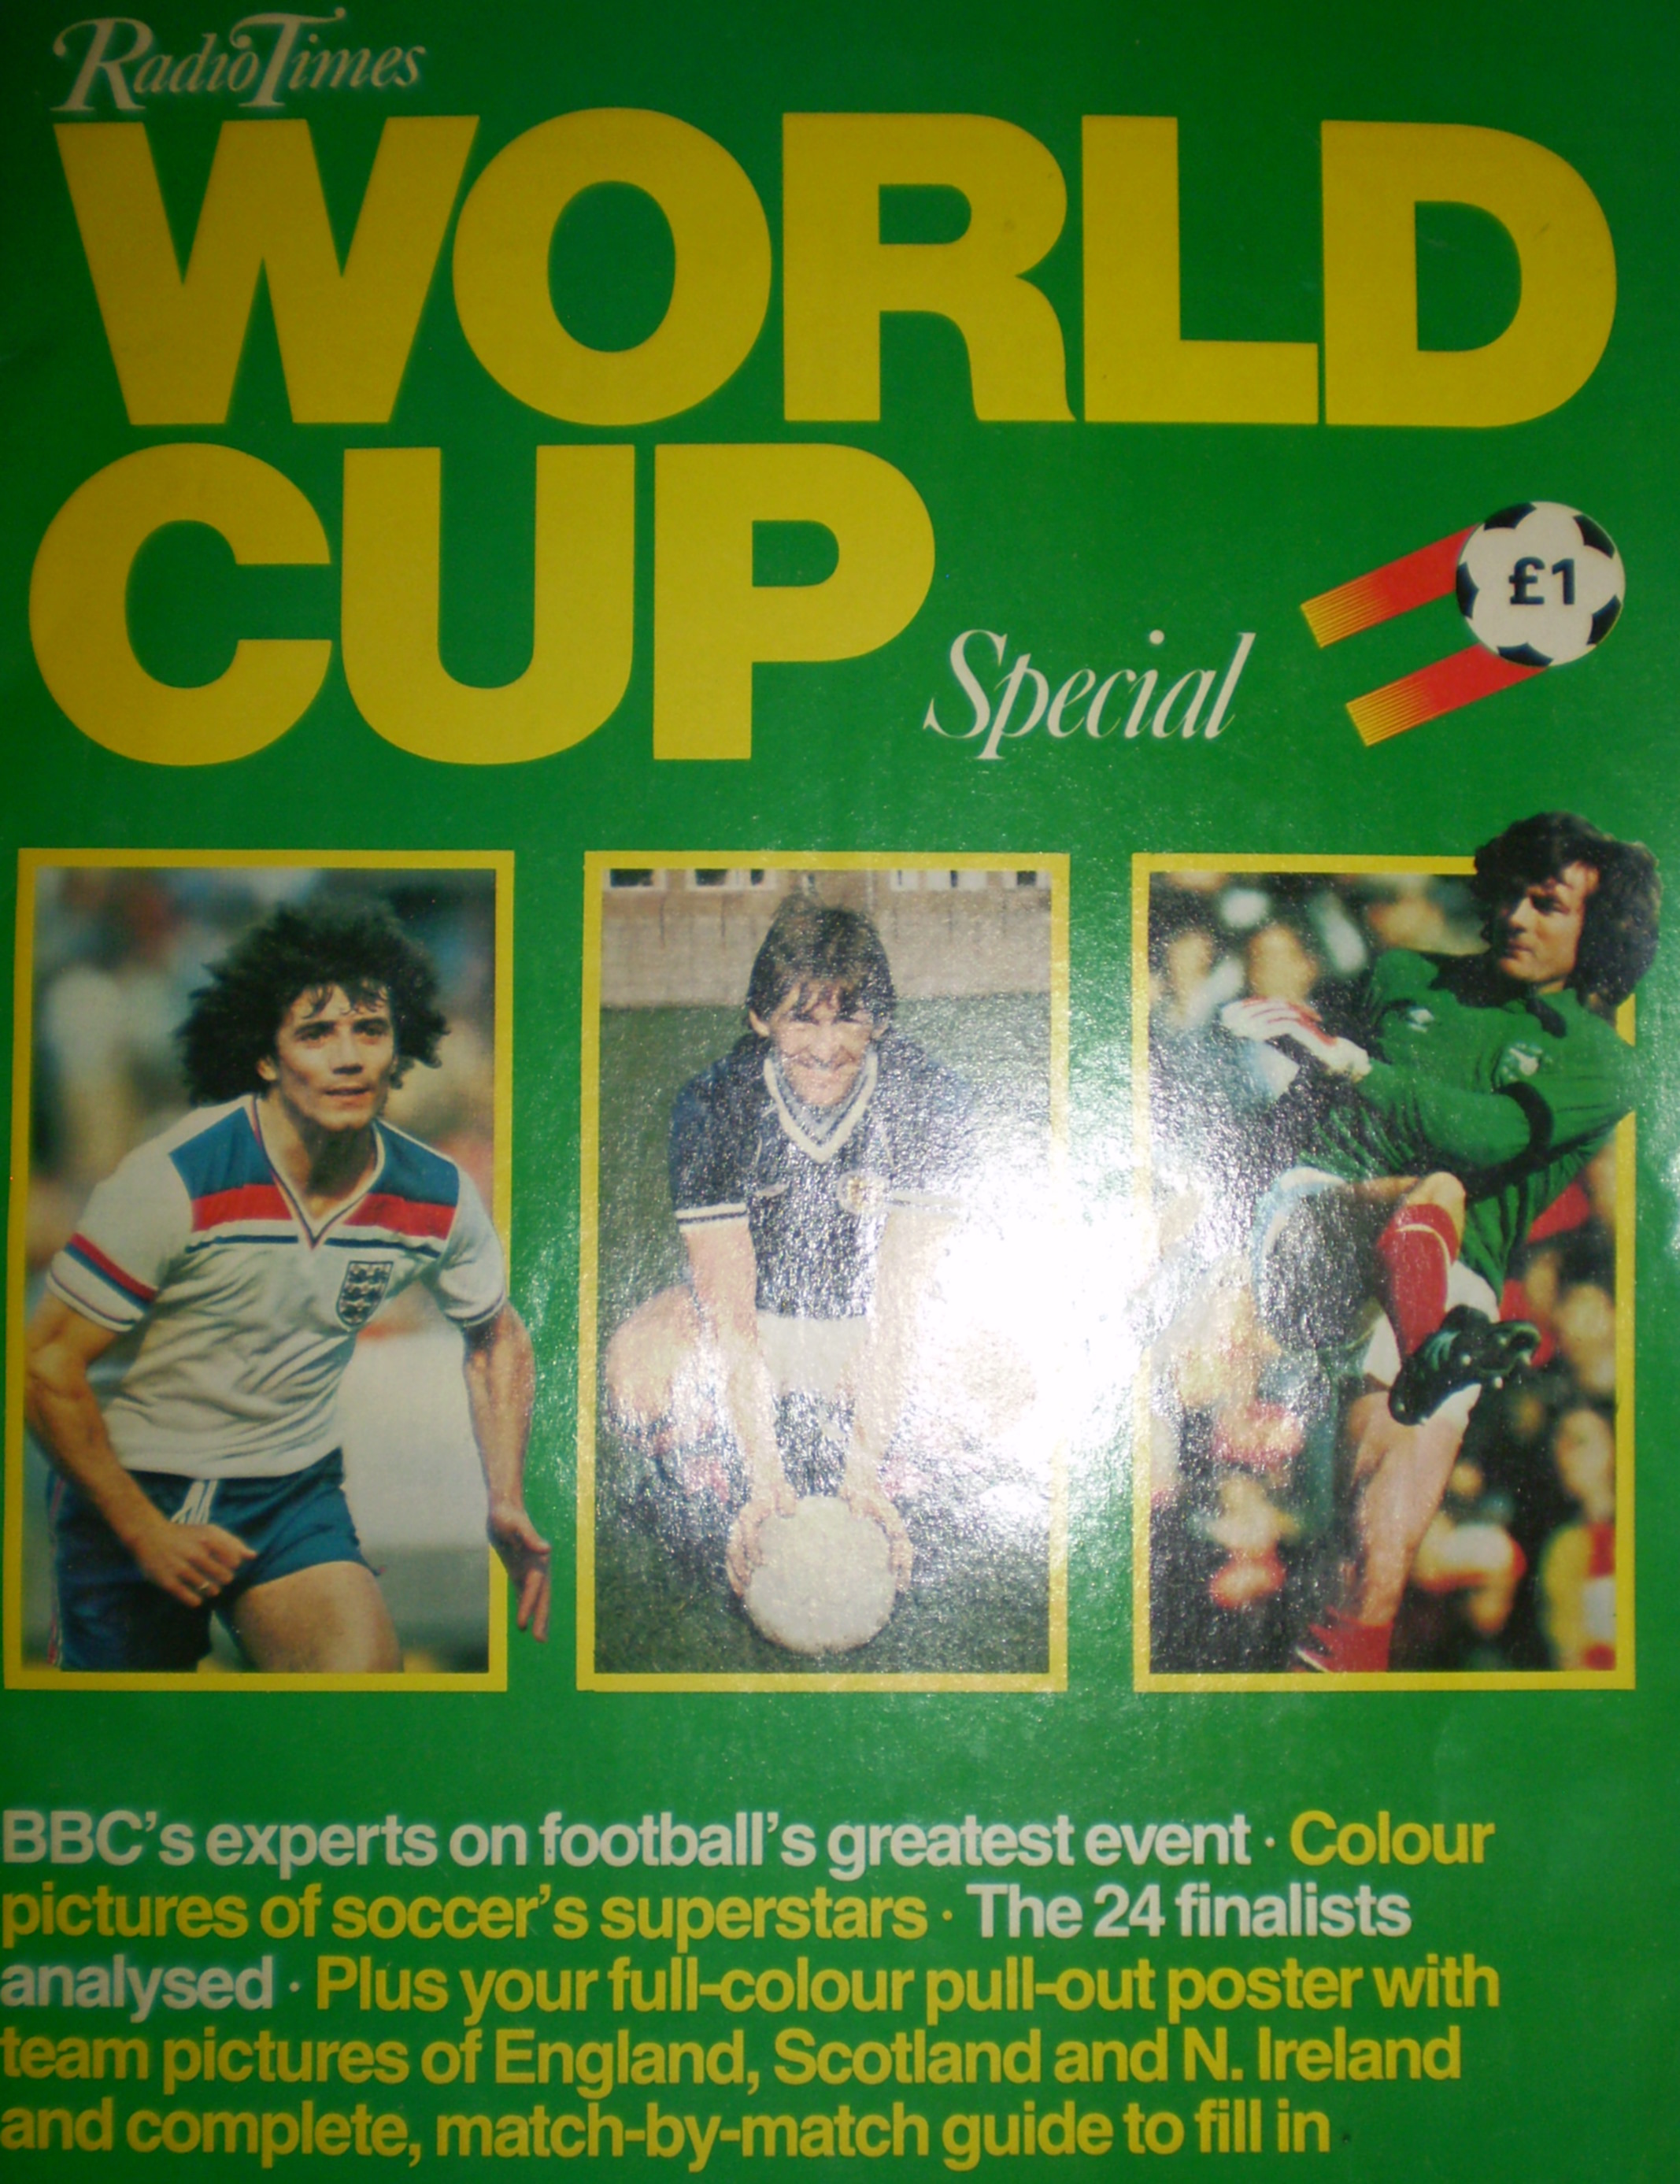 RadioTimes
WORLD
CUP
Special
£1
BBC's experts on football's greatest event · Colour
pictures of soccer's superstars · The 24 finalists
analysed · Plus your full-colour pull-out poster with
team pictures of England, Scotland and N. Ireland
and complete, match-by-match guide to fill in